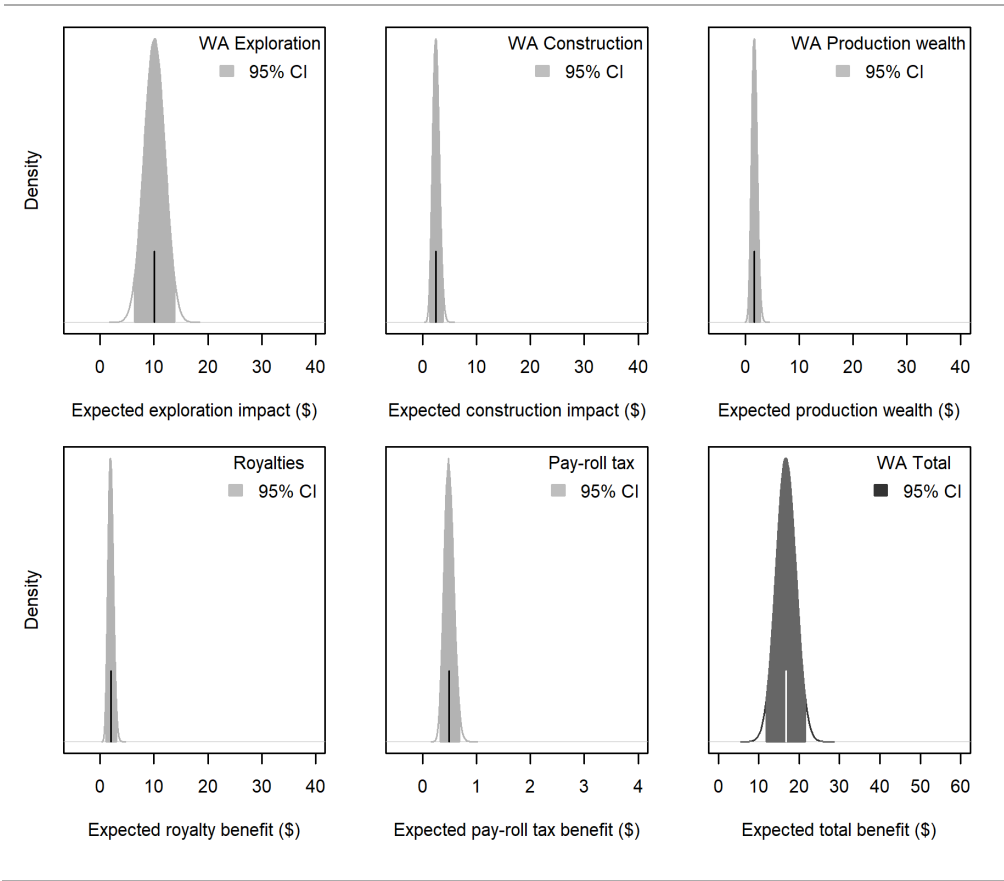 WA Exploration
95% CI
Density
0 10 20 30 40
Expected exploration impact ($)
WA Construction
95% CI
0 10 20 30 40
Expected construction impact ($)
WA Production wealth
95% CI
0 10 20 30 40
Expected production wealth ($)
Royalties
95% CI
Density
0 10 20 30 40
Expected royalty benefit ($)
Pay-roll tax
95% CI
0 1 2 3 4
Expected pay-roll tax benefit ($)
WA Total
95% CI
0 10 20 30 40 50 60
Expected total benefit ($)